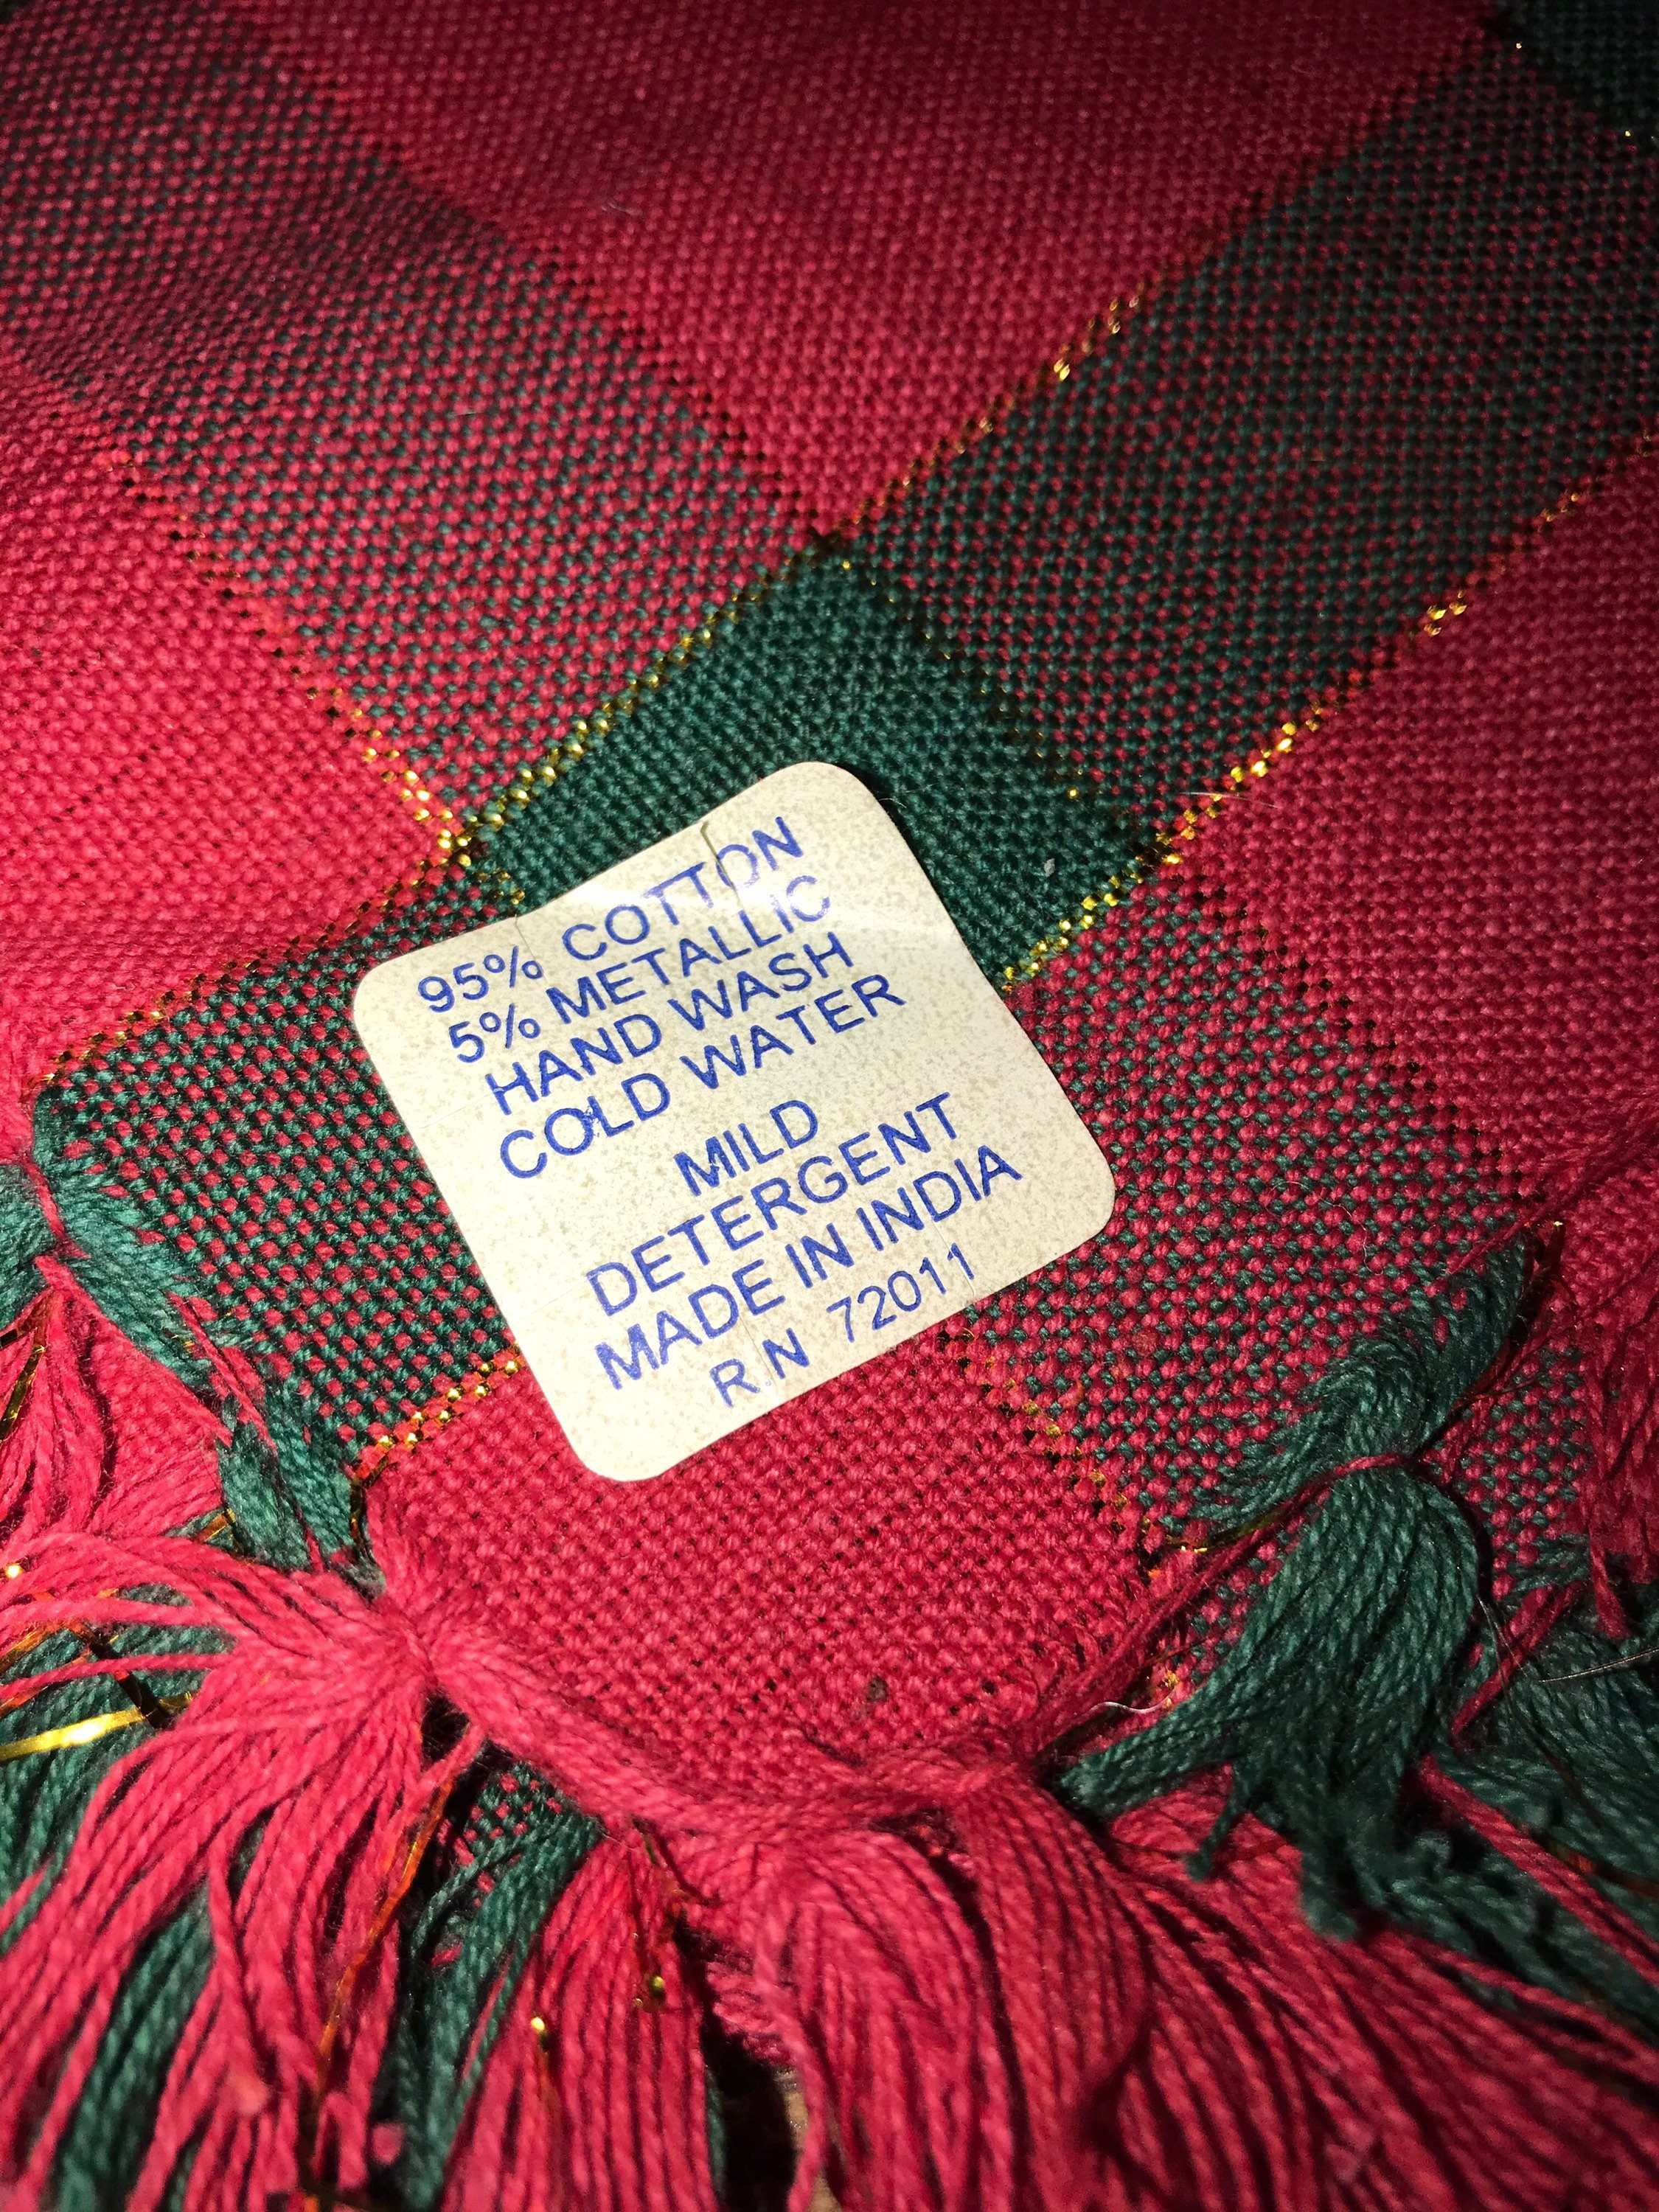 95% COTTON
5% METALLIC
HAND WASH
COLD WATER
MILD
DETERGENT
MADE IN INDIA
R.N 72011